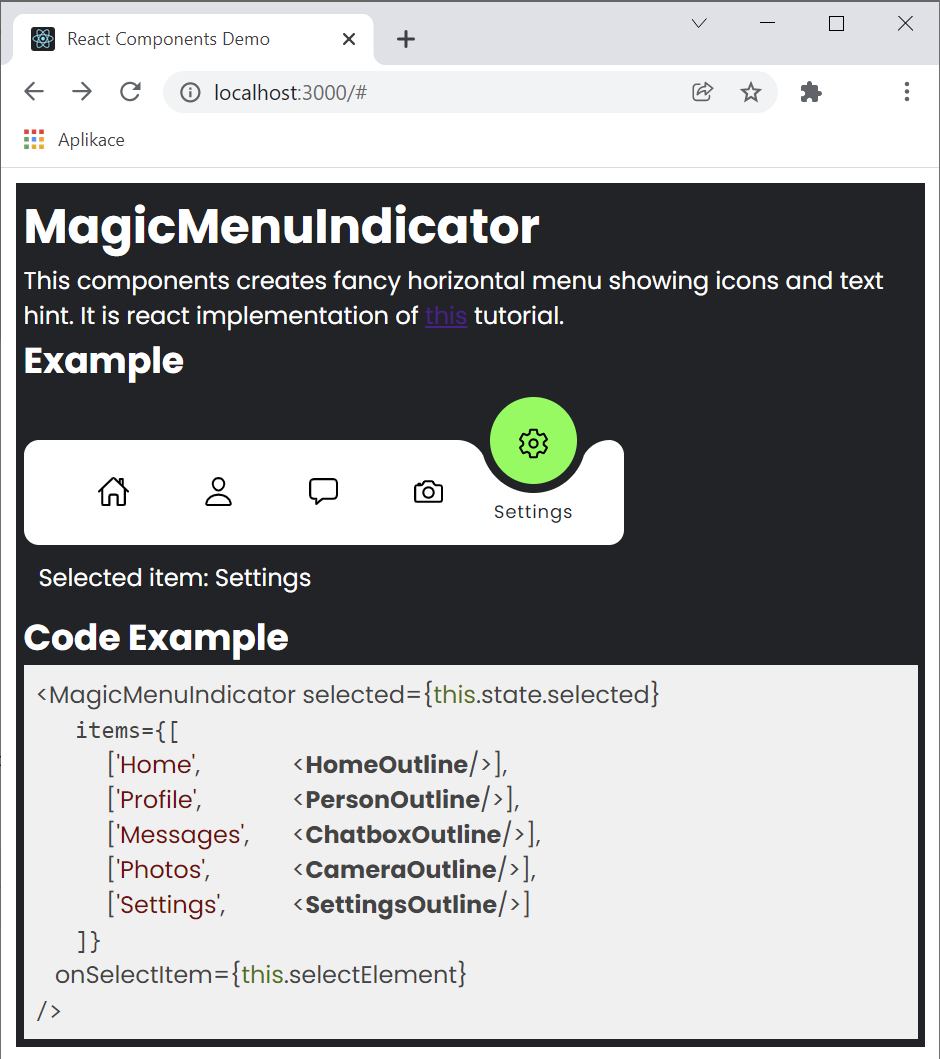 React Components Demo
localhost:3000/#
Aplikace
MagicMenuIndicator
This components creates fancy horizontal menu showing icons and text
hint. It is react implementation of this tutorial.
Example
Settings
Selected item: Settings
Code Example
<MagicMenuIndicator selected={this.state.selected}
items={[
['Home', <HomeOutline/>],
['Profile', <PersonOutline/>],
['Messages', <ChatboxOutline/>],
['Photos', <CameraOutline/>],
['Settings', <SettingsOutline/>]
]}
onSelectItem={this.selectElement}
/>